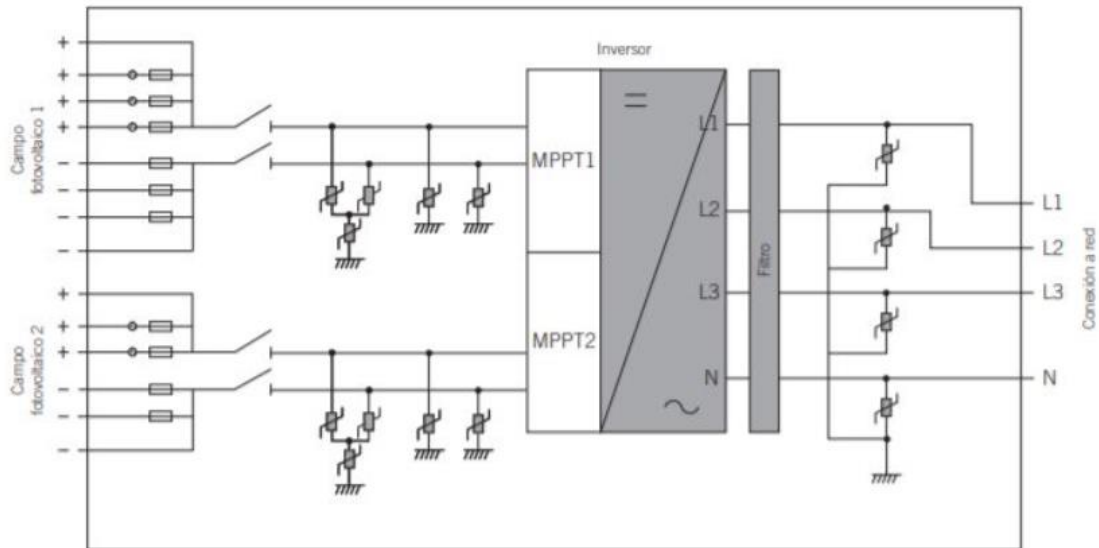 Inversor
+
+
+
+
−
−
−
−
Campo
fotovoltaico 1
MPPT1
L1
L2
L3
N
Filtro
L1
L2
L3
N
Conexión a red
+
+
+
−
−
−
Campo
fotovoltaico 2
MPPT2